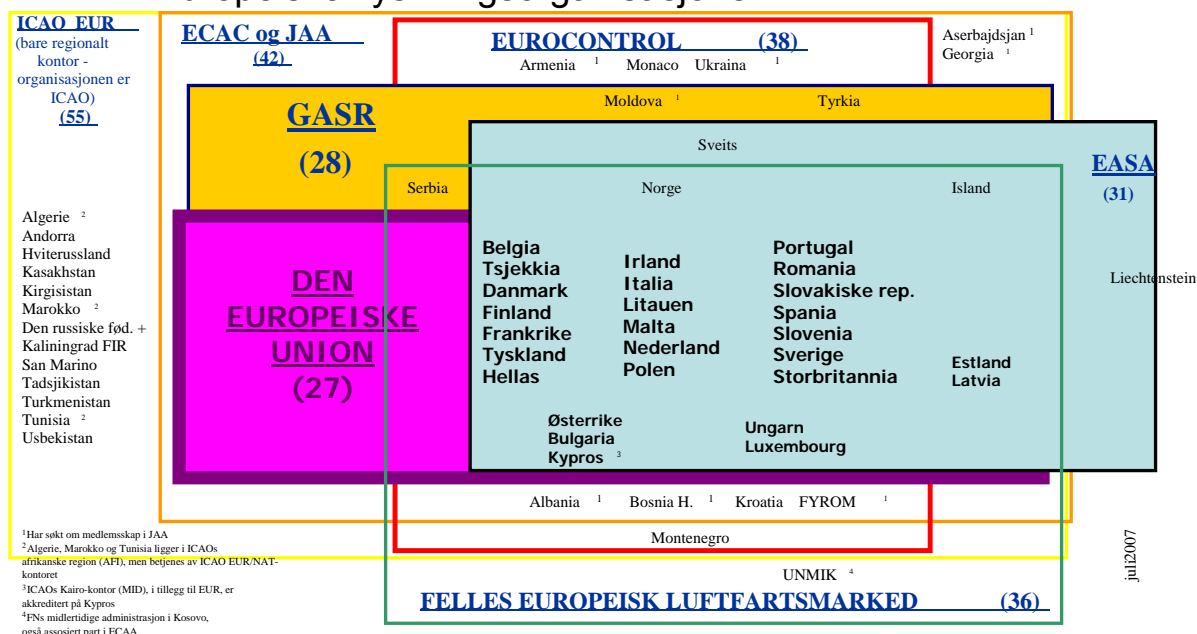 ICAO EUR
(bare regionalt
kontor -
organisasjonen er
ICAO)
(55)
ECAC og JAA
(42)
EUROCONTROL (38)
Armenia ¹ Monaco Ukraina ¹
Aserbajdsjan ¹
Georgia ¹
GASR
(28)
Moldova ¹ Tyrkia
Sveits
EASA
(31)
Serbia Norge Island
Algerie ²
Andorra
Hviterussland
Kasakhstan
Kirgisistan
Marokko ²
Den russiske fød. +
Kaliningrad FIR
San Marino
Tadsjikistan
Turkmenistan
Tunisia ²
Usbekistan
DEN
EUROPEISKE
UNION
(27)
Belgia
Tsjekkia
Danmark
Finland
Frankrike
Tyskland
Hellas
Irland
Italia
Litauen
Malta
Nederland
Polen
Portugal
Romania
Slovakiske rep.
Spania
Slovenia
Sverige
Storbritannia
Estland
Latvia
Liechtenstein
Østerrike
Bulgaria
Kypros ³
Ungarn
Luxembourg
Albania ¹ Bosnia H. ¹ Kroatia FYROM ¹
Montenegro
UNMIK ⁴
FELLES EUROPEISK LUFTFARTSMARKED (36)
¹Har søkt om medlemsskap i JAA
²Algerie, Marokko og Tunisia ligger i ICAOs
afrikanske region (AFI), men betjenes av ICAO EUR/NAT-
kontoret
³ICAOs Kairo-kontor (MID), i tillegg til EUR, er
akkreditert på Kypros
⁴FNs midlertidige administrasjon i Kosovo,
også assosiert part i ECAA
juli2007